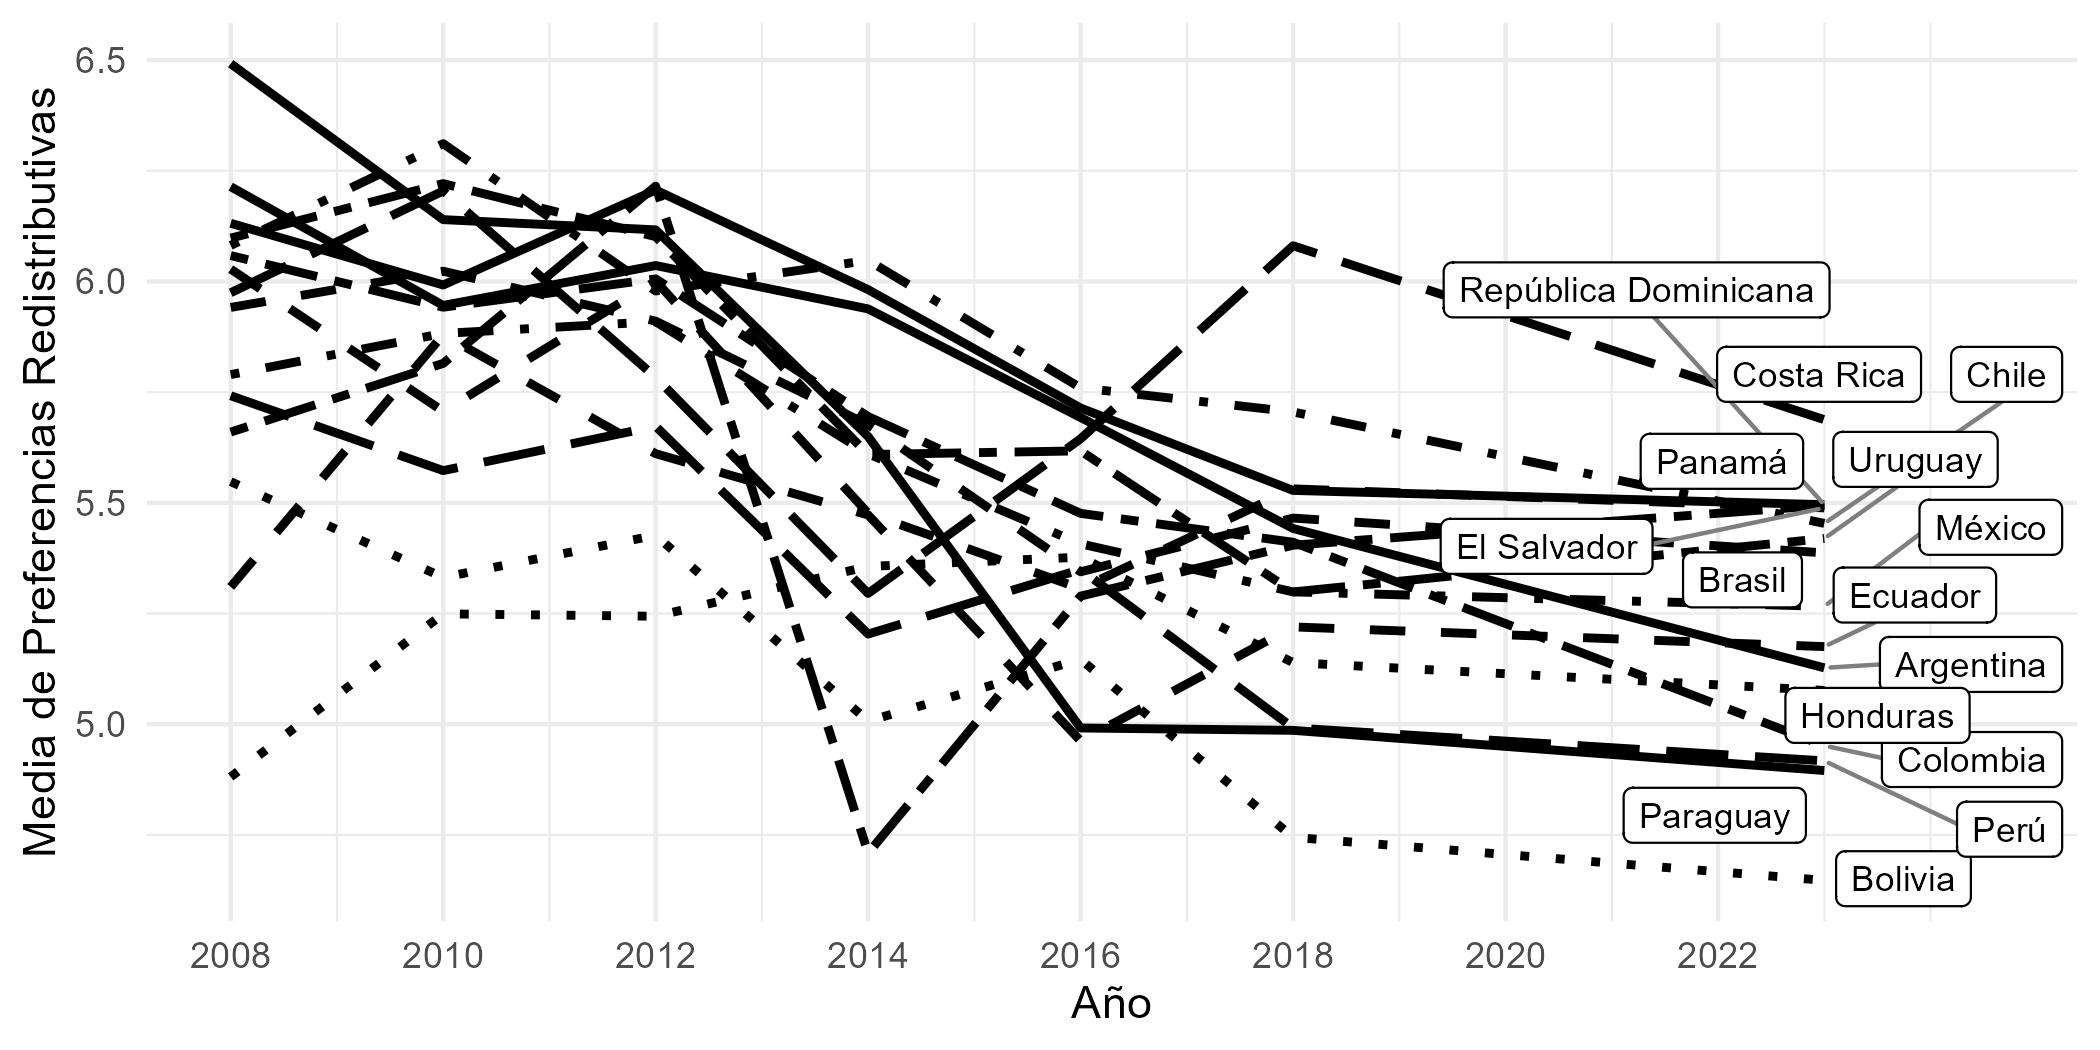 Media de Preferencias Redistributivas
6.5
6.0
5.5
5.0
República Dominicana
Costa Rica
Chile
Panamá
Uruguay
El Salvador
México
Brasil
Ecuador
Argentina
Honduras
Colombia
Paraguay
Perú
Bolivia
2008 2010 2012 2014 2016 2018 2020 2022
Año